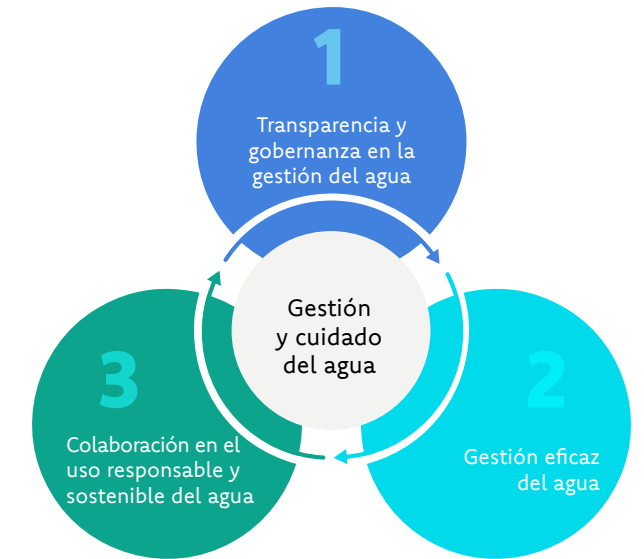 1
Transparencia y
gobernanza en la
gestión del agua
Gestión
y cuidado
del agua
2
Gestión eficaz
del agua
3
Colaboración en el
uso responsable y
sostenible del agua